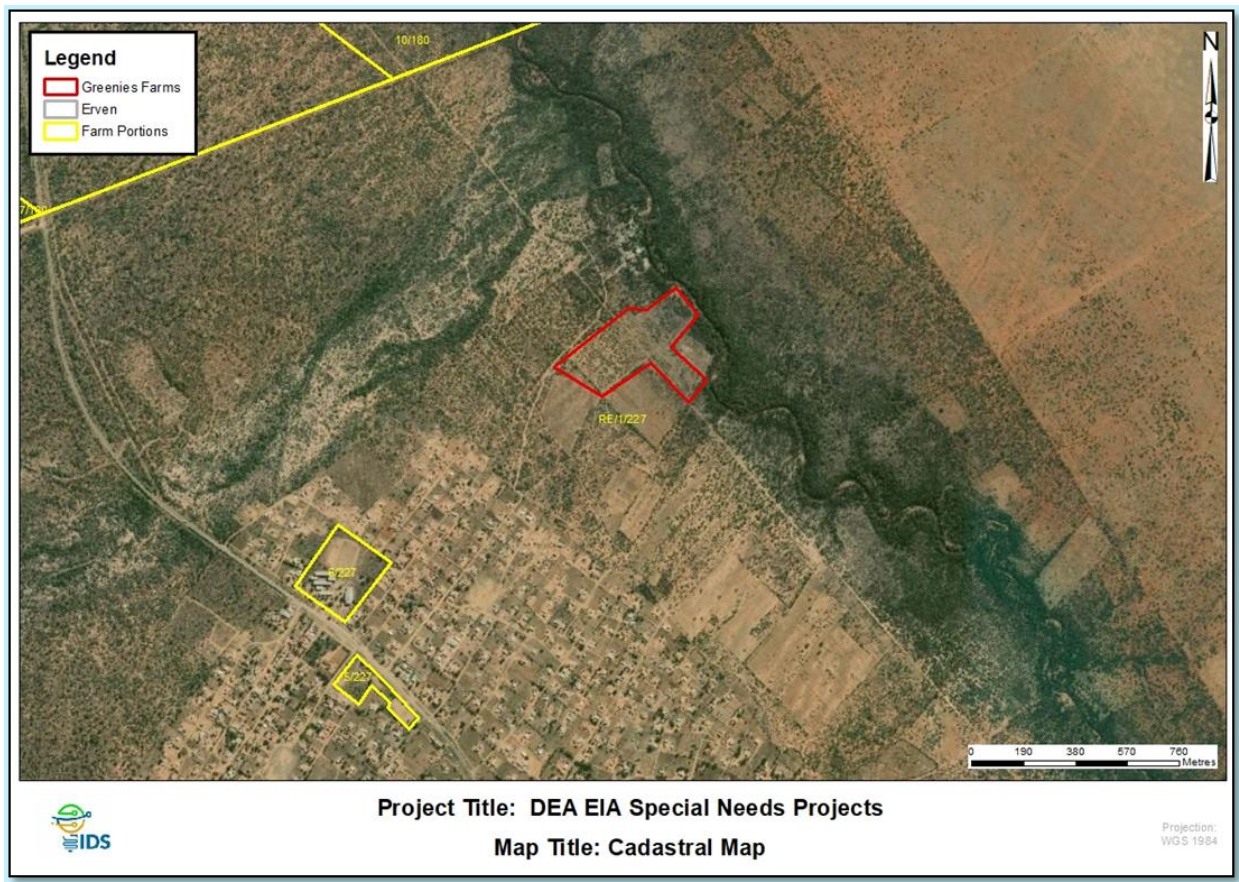 Legend
Greenies Farms
Erven
Farm Portions
10/180
N
RE/1/227
5/227
0 190 380 570 760
Metres
Project Title: DEA EIA Special Needs Projects
Map Title: Cadastral Map
IDS
Projection:
WGS 1984